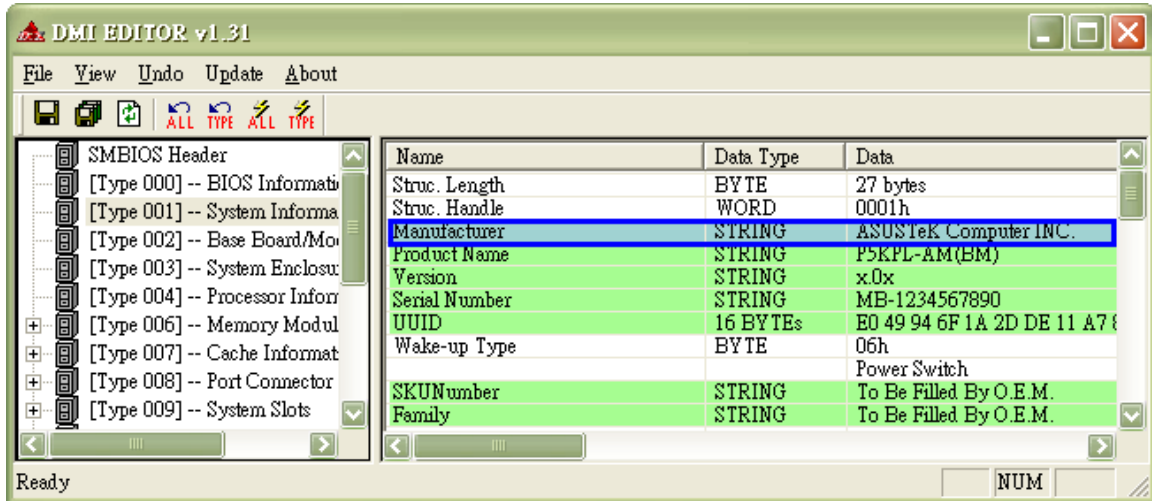 DMI EDITOR v1.31
File View Undo Update About
ALL TYPE ALL TYPE
SMBIOS Header
[Type 000] -- BIOS Informati
[Type 001] -- System Informa
[Type 002] -- Base Board/Mo
[Type 003] -- System Enclosu
[Type 004] -- Processor Infor
[Type 006] -- Memory Modul
[Type 007] -- Cache Informat
[Type 008] -- Port Connector
[Type 009] -- System Slots
Name Data Type Data
Struc. Length BYTE 27 bytes
Struc. Handle WORD 0001h
Manufacturer STRING ASUSTeK Computer INC.
Product Name STRING P5KPL-AM(BM)
Version STRING x.0x
Serial Number STRING MB-1234567890
UUID 16 BYTEs E0 49 94 6F 1A 2D DE 11 A7 8
Wake-up Type BYTE 06h
Power Switch
SKUNumber STRING To Be Filled By O.E.M.
Family STRING To Be Filled By O.E.M.
Ready NUM